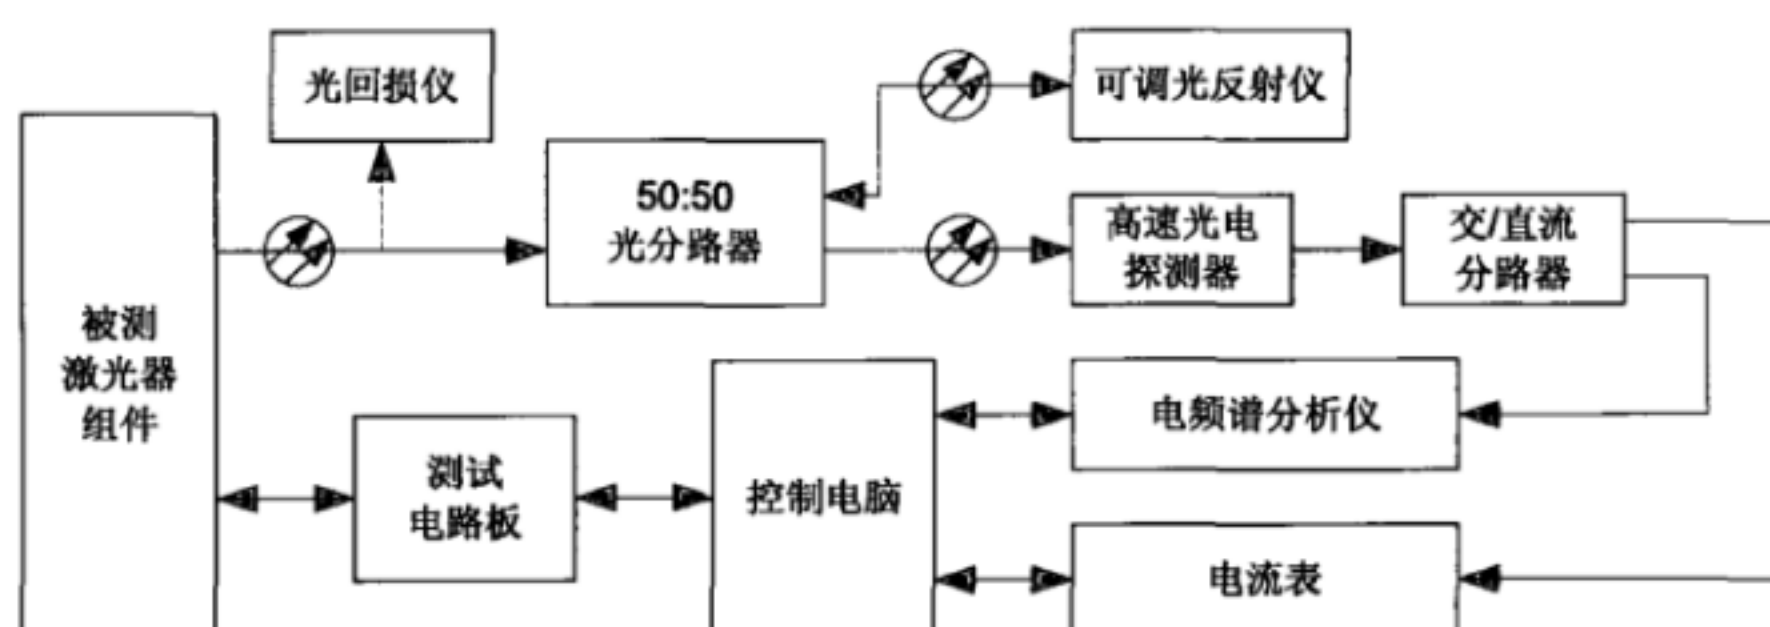 光回损仪
可调光反射仪
50:50
光分路器
高速光电
探测器
交/直流
分路器
被测
激光器
组件
电频谱分析仪
测试
电路板
控制电脑
电流表